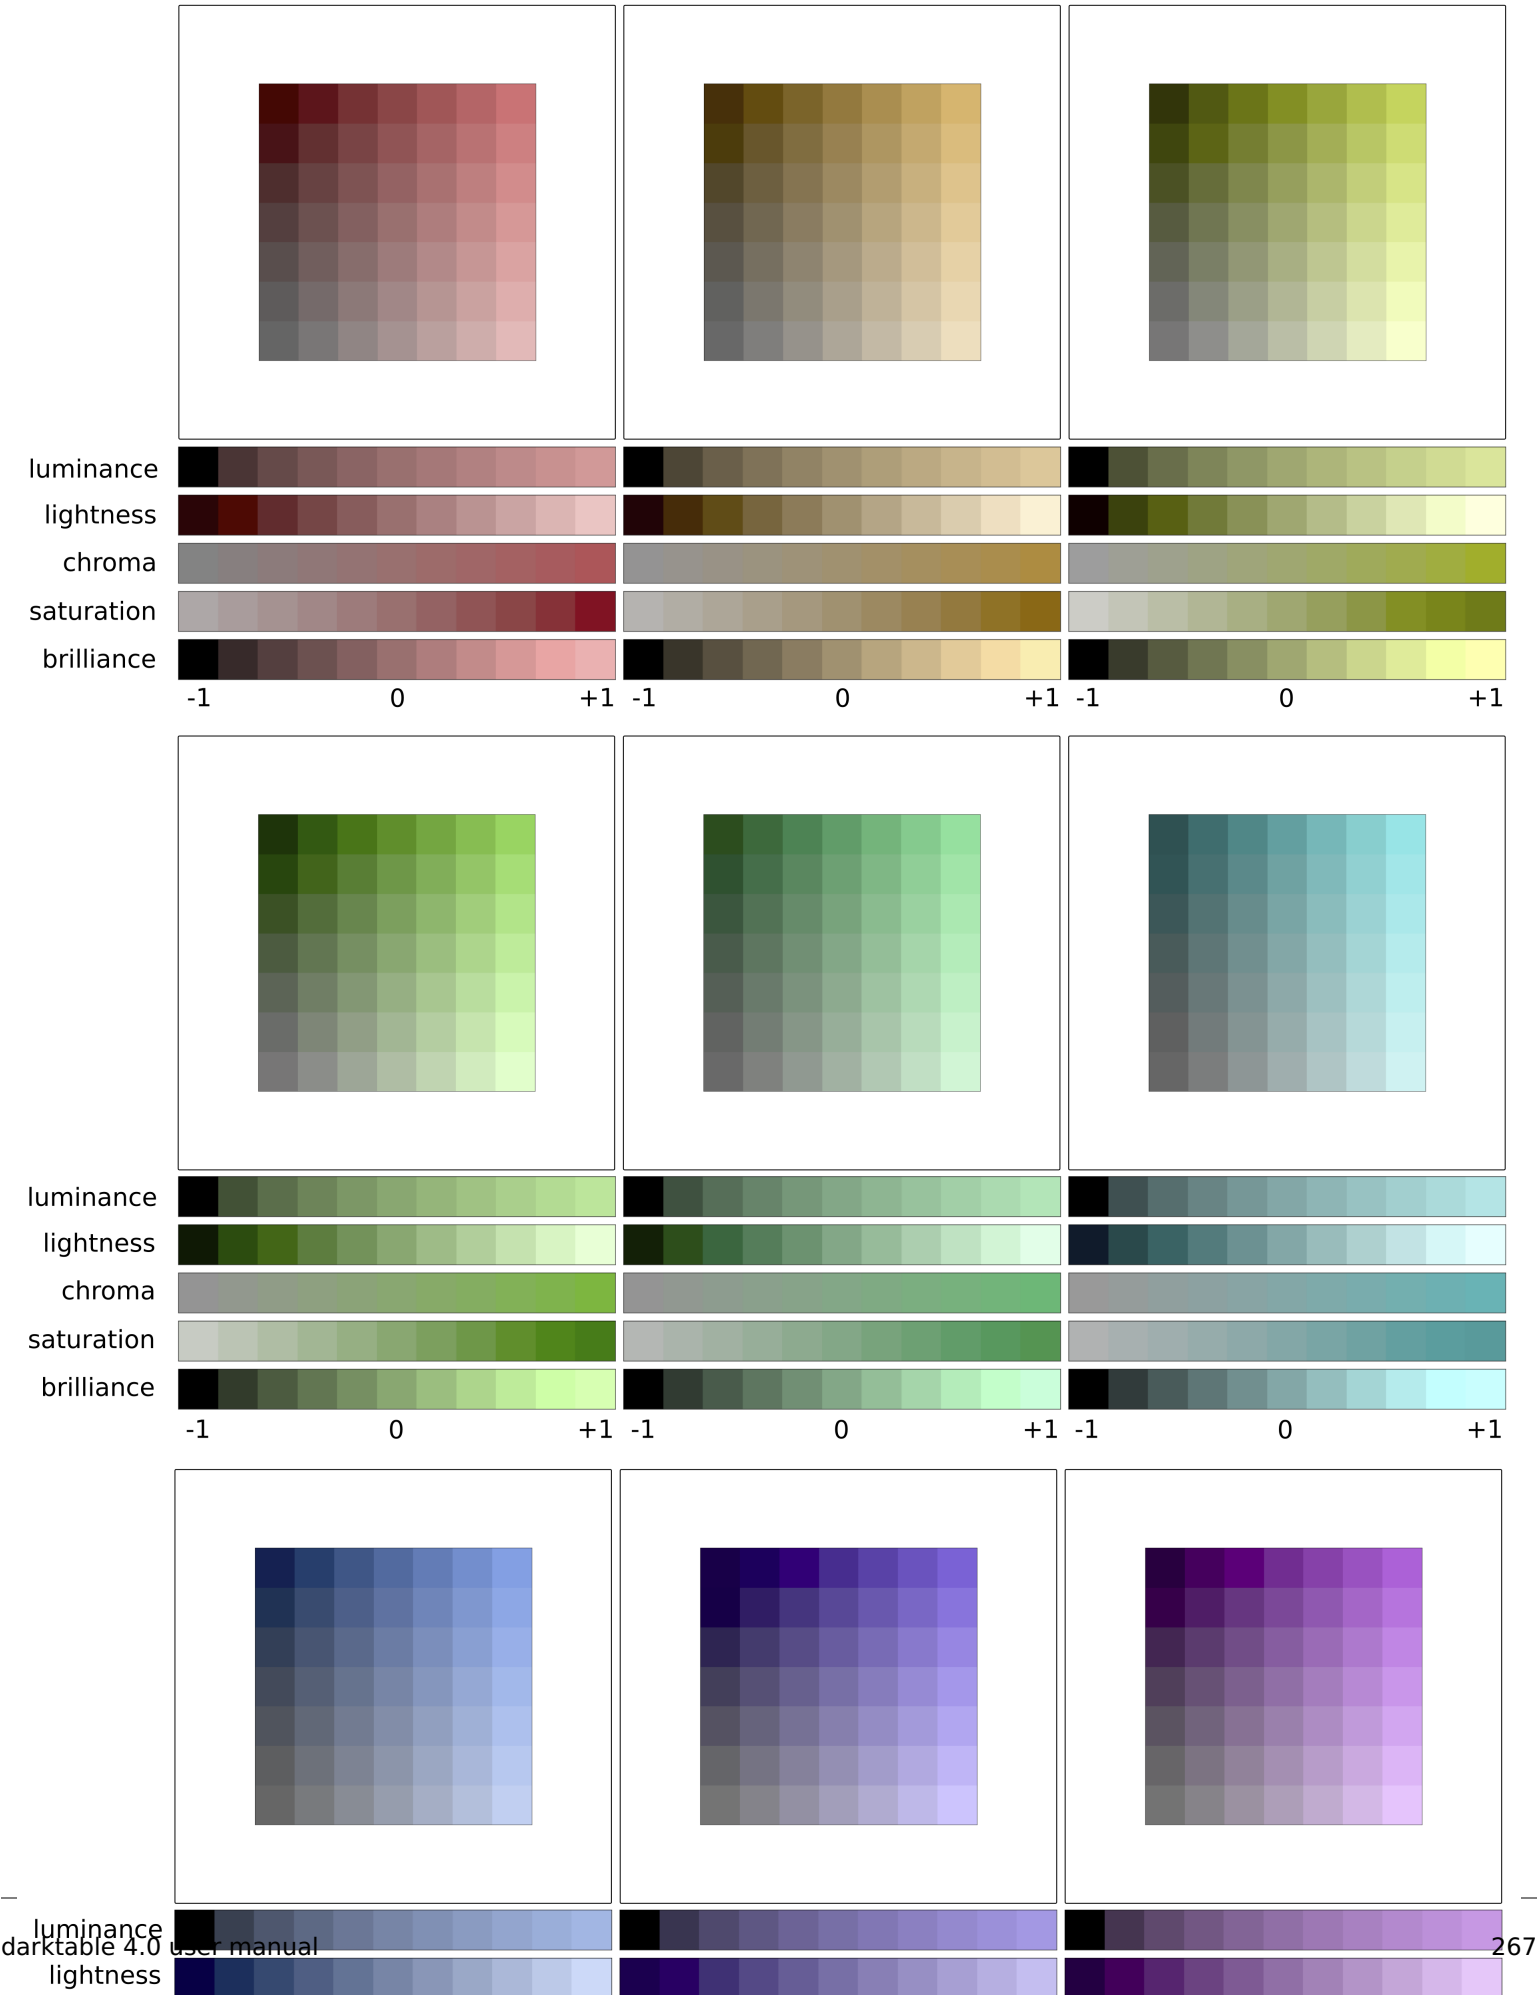 luminance
lightness
chroma
saturation
brilliance
-1 0 +1 -1 0 +1 -1 0 +1
luminance
lightness
chroma
saturation
brilliance
-1 0 +1 -1 0 +1 -1 0 +1
luminance
darktable 4.0 user manual 267
lightness